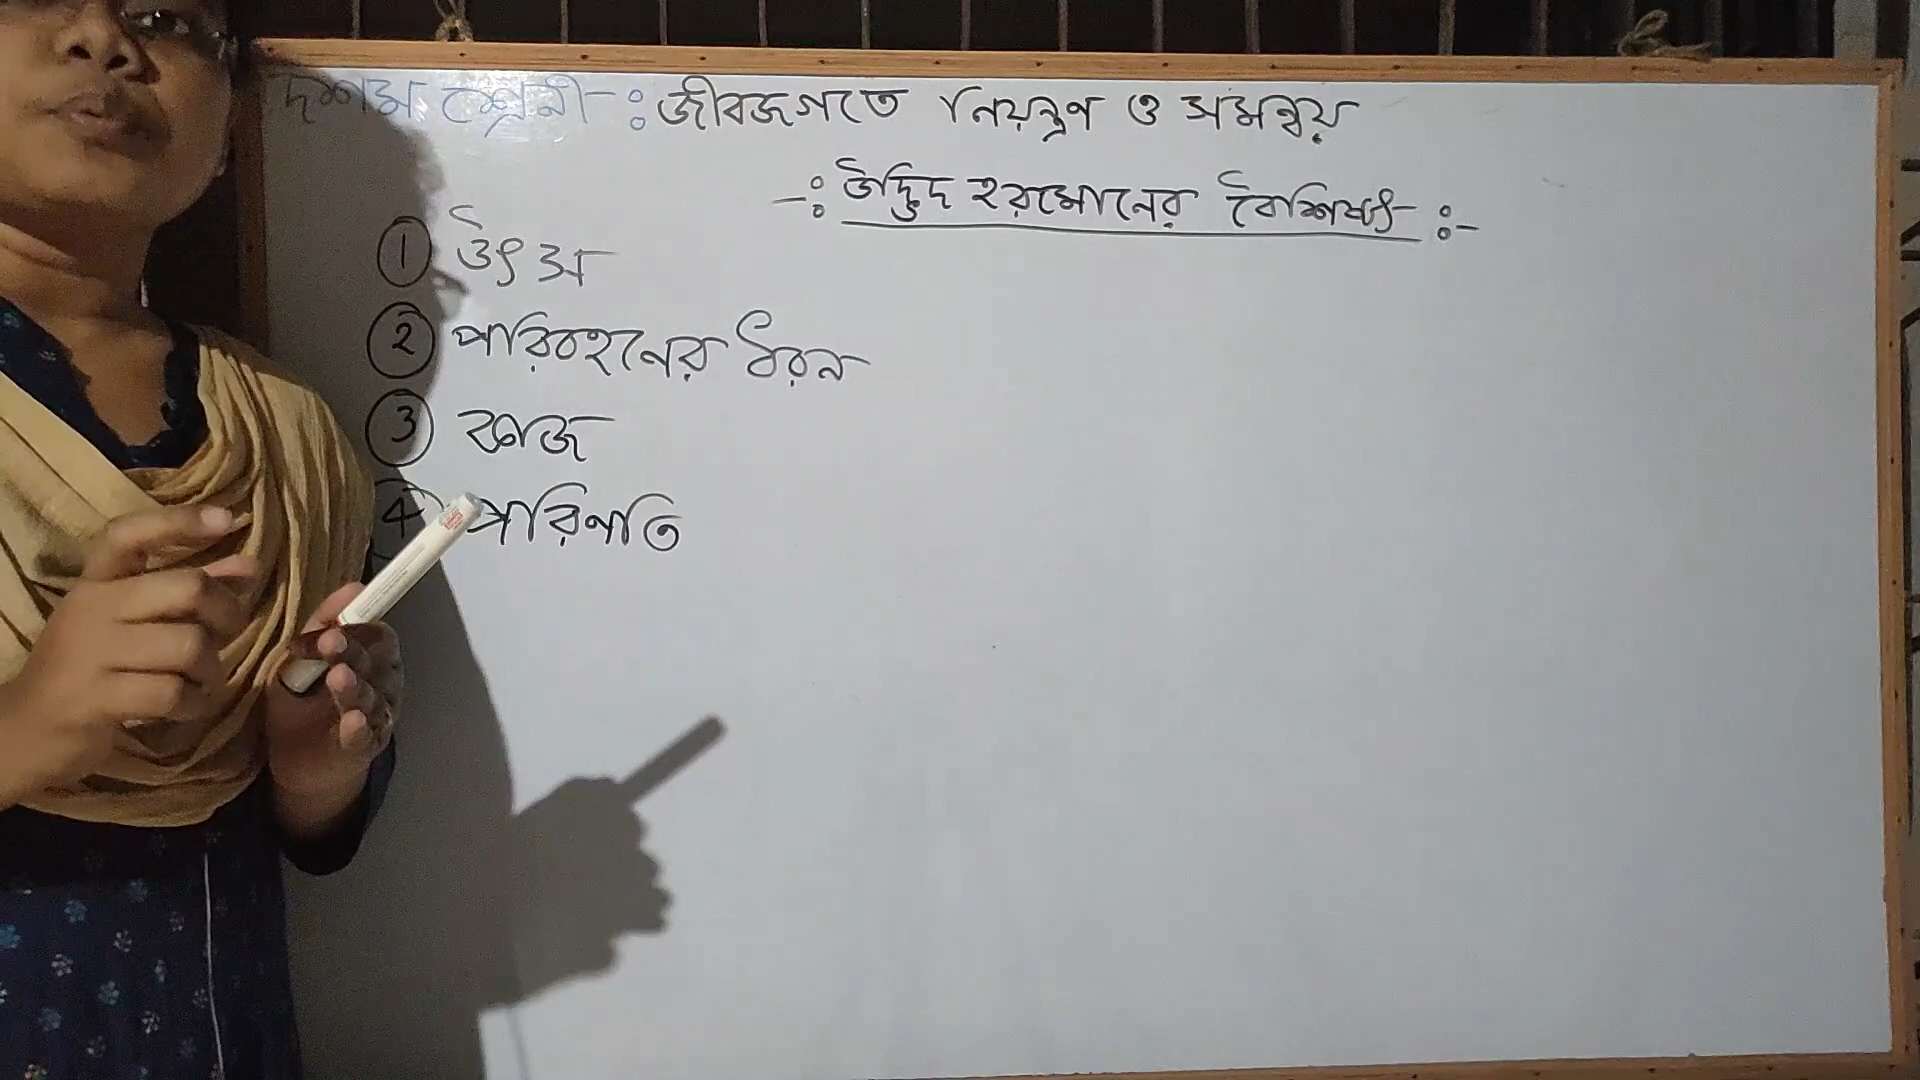 দশম শ্রেনী-: জীবজগতে নিয়ন্ত্রণ ও সমন্বয়
-: উদ্ভিদ হরমোনের বৈশিষ্ট্য :-
① উৎস
② পরিবহনের ধরন
③ কাজ
④ পরিণতি